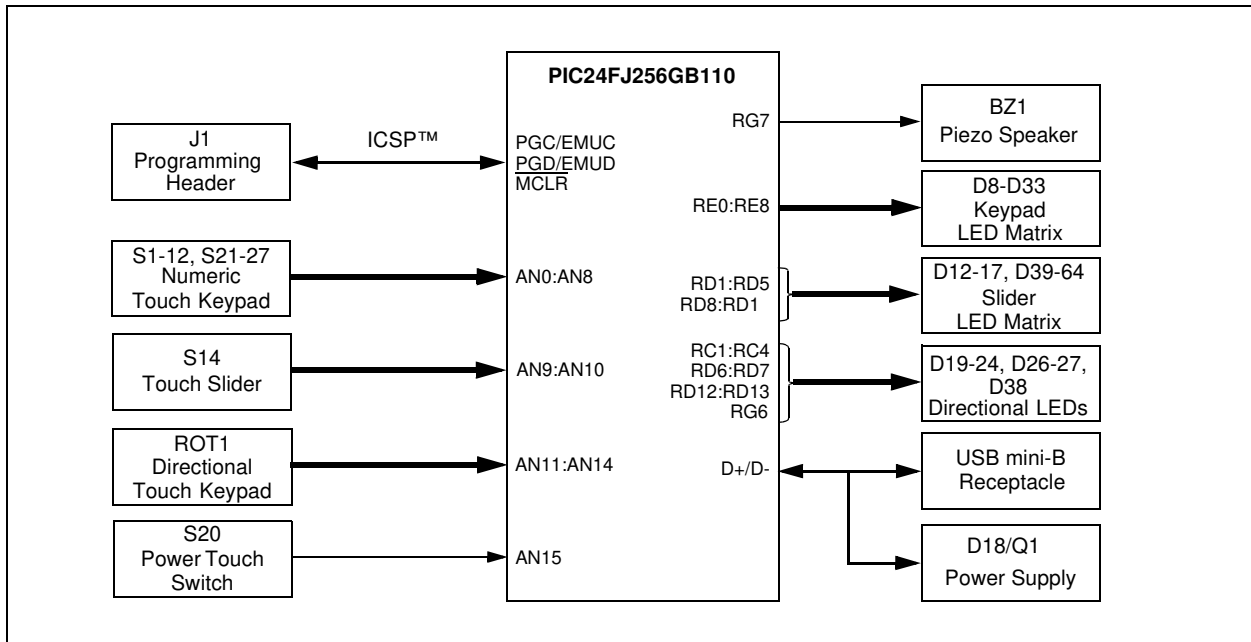 PIC24FJ256GB110
J1
Programming
Header
ICSP™
PGC/EMUC
PGD/EMUD
MCLR
S1-12, S21-27
Numeric
Touch Keypad
AN0:AN8
S14
Touch Slider
AN9:AN10
ROT1
Directional
Touch Keypad
AN11:AN14
S20
Power Touch
Switch
AN15
RG7
BZ1
Piezo Speaker
RE0:RE8
D8-D33
Keypad
LED Matrix
RD1:RD5
RD8:RD1
D12-17, D39-64
Slider
LED Matrix
RC1:RC4
RD6:RD7
RD12:RD13
RG6
D19-24, D26-27,
D38
Directional LEDs
D+/D-
USB mini-B
Receptacle
D18/Q1
Power Supply